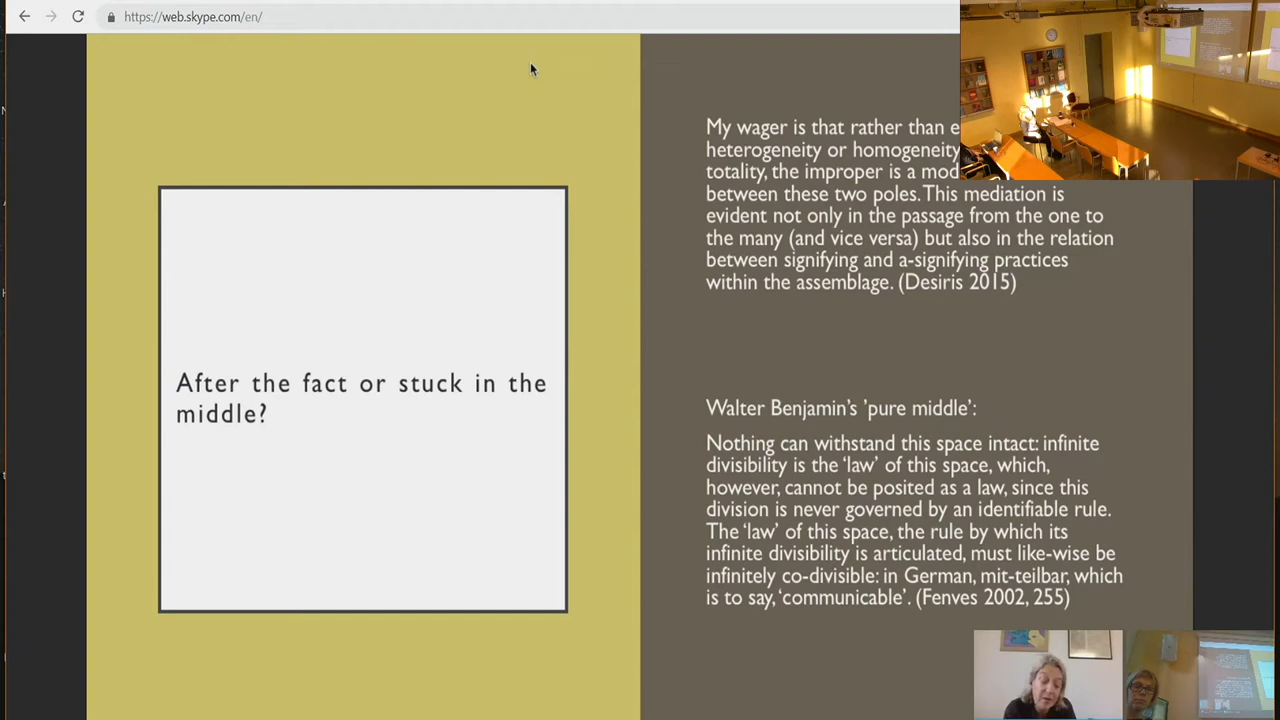 https://web.skype.com/en/
After the fact or stuck in the
middle?
My wager is that rather than
heterogeneity or homogeneity
totality, the improper is a
between these two poles. This mediation is
evident not only in the passage from the one to
the many (and vice versa) but also in the relation
between signifying and a-signifying practices
within the assemblage. (Desiris 2015)
Walter Benjamin's 'pure middle':
Nothing can withstand this space intact: infinite
divisibility is the 'law' of this space, which,
however, cannot be posited as a law, since this
division is never governed by an identifiable rule.
The 'law' of this space, the rule by which its
infinite divisibility is articulated, must like-wise be
infinitely co-divisible: in German, mit-teilbar, which
is to say, 'communicable'. (Fenves 2002, 255)